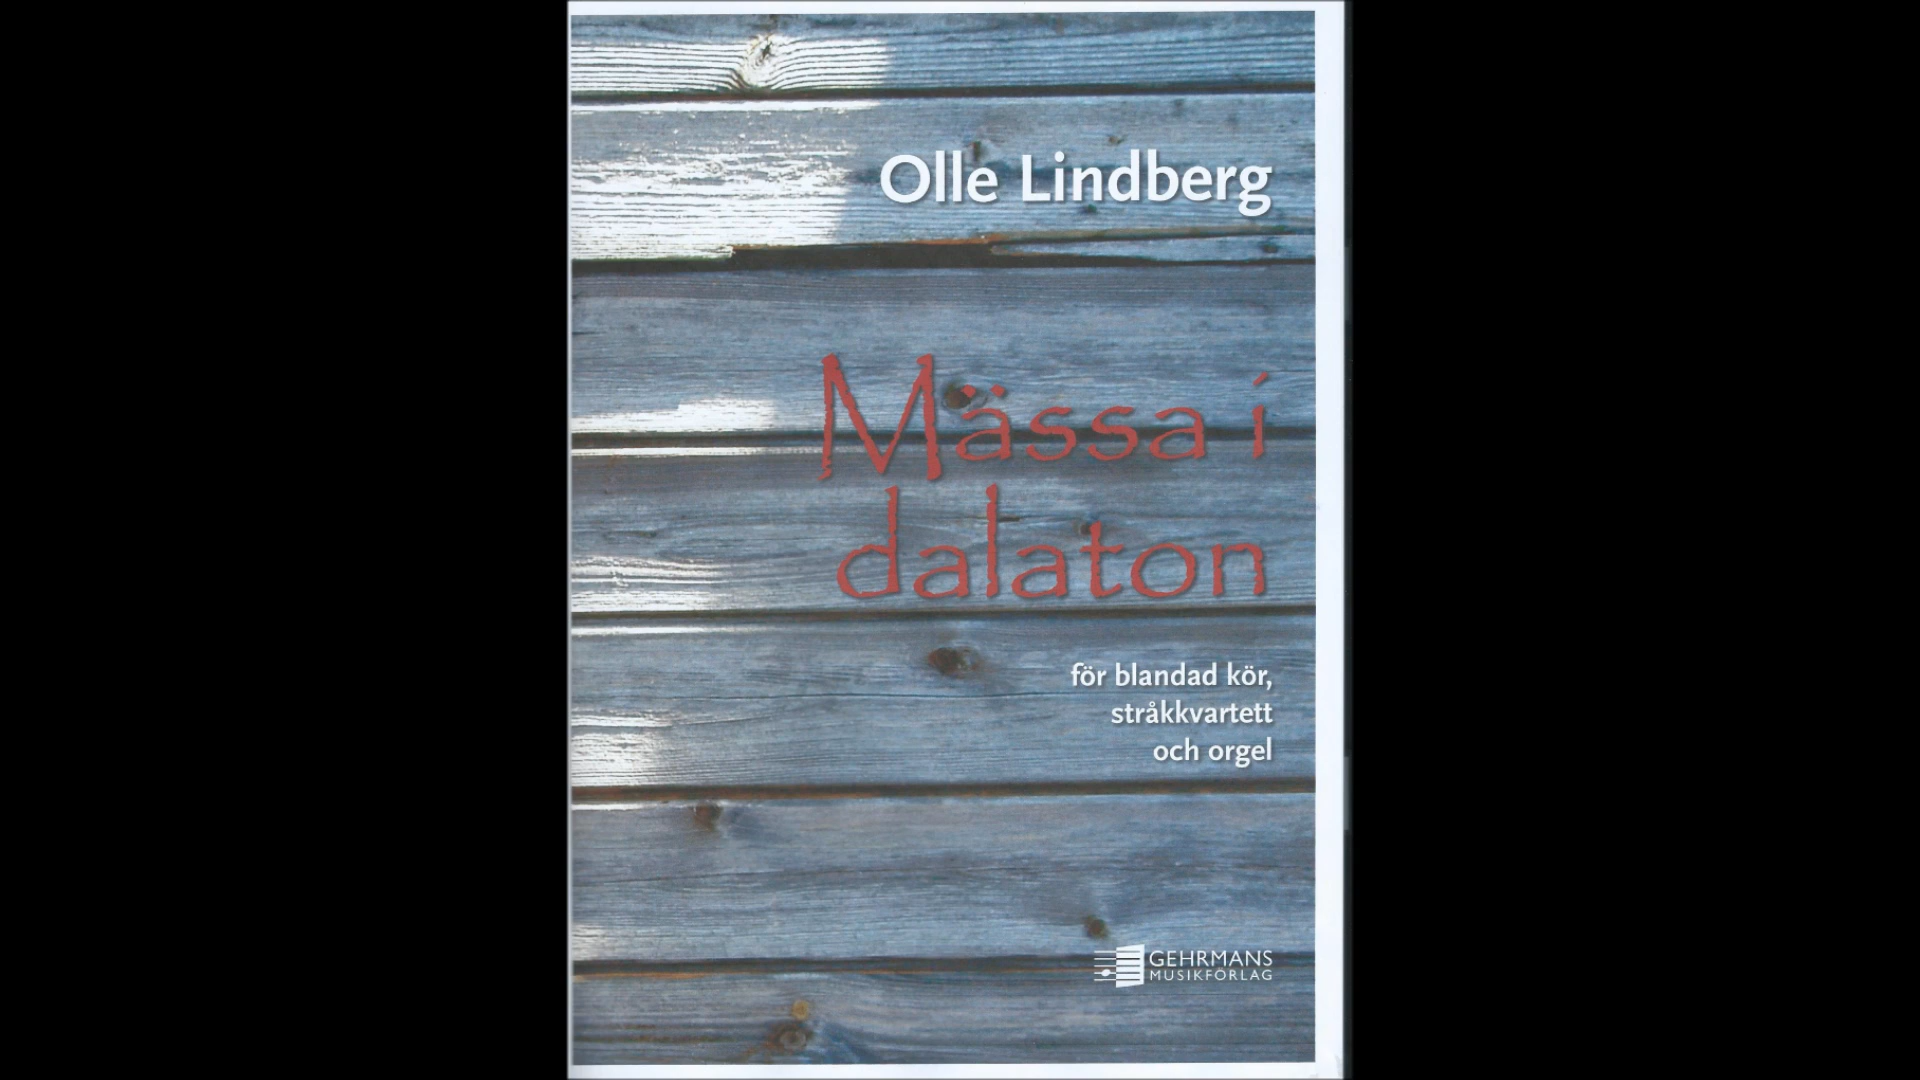 Olle Lindberg
Mässa i
dalaton
för blandad kör,
stråkkvartett
och orgel
GEHRMANS
MUSIKFÖRLAG